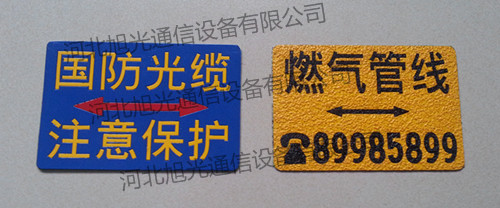 国防光缆
注意保护
燃气管线
☎89985899
河北旭光通信设备有限公司
河北旭光通信设备有限公司